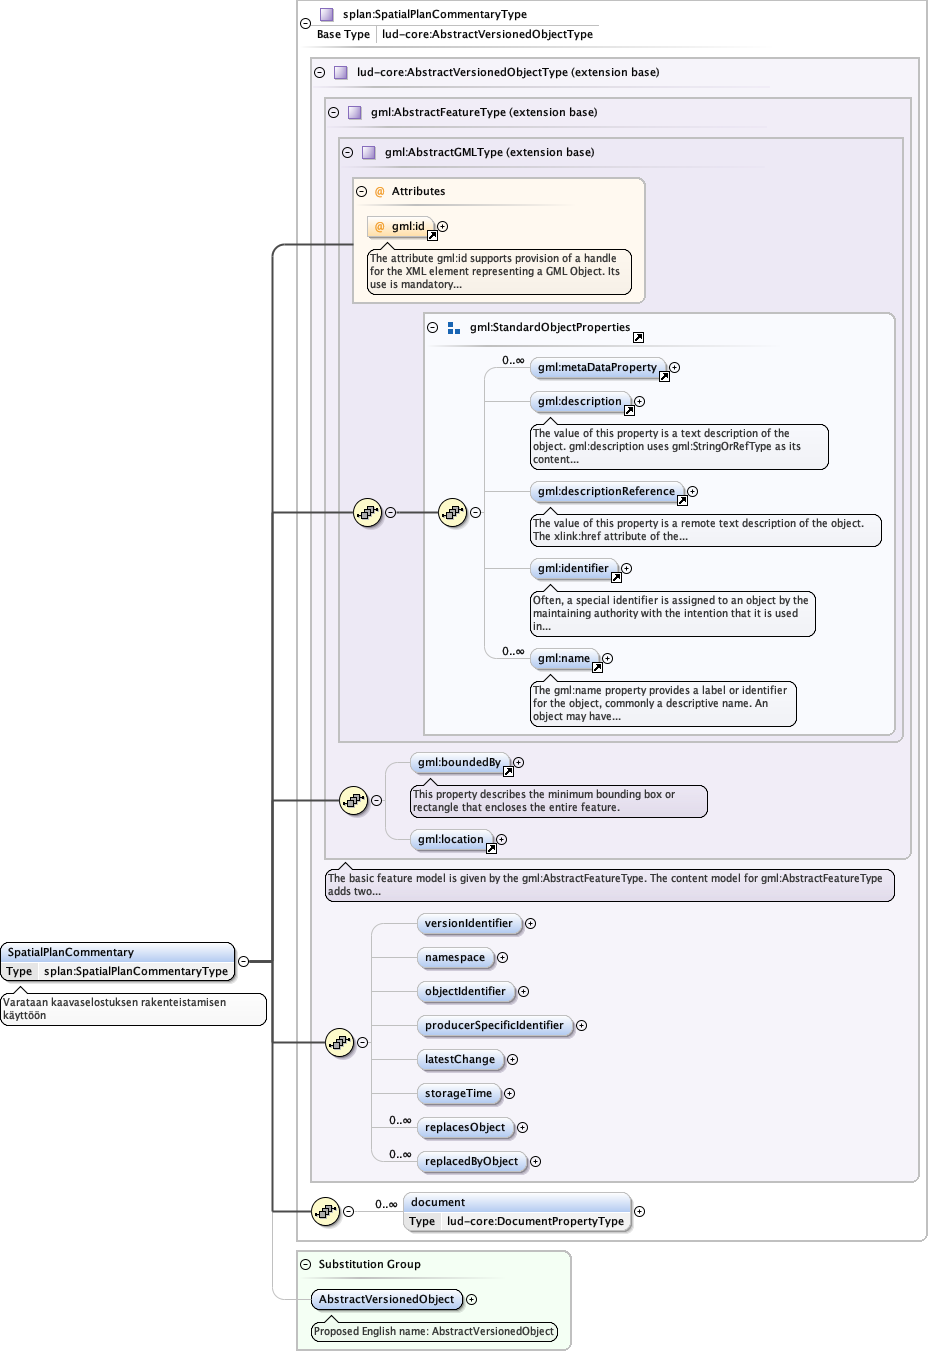 splan:SpatialPlanCommentaryType
Base Type lud-core:AbstractVersionedObjectType
lud-core:AbstractVersionedObjectType (extension base)
gml:AbstractFeatureType (extension base)
gml:AbstractGMLType (extension base)
@ Attributes
@ gml:id
The attribute gml:id supports provision of a handle
for the XML element representing a GML Object. Its
use is mandatory...
gml:StandardObjectProperties
0..∞
gml:metaDataProperty
gml:description
The value of this property is a text description of the
object. gml:description uses gml:StringOrRefType as its
content...
gml:descriptionReference
The value of this property is a remote text description of the object.
The xlink:href attribute of the...
gml:identifier
Often, a special identifier is assigned to an object by the
maintaining authority with the intention that it is used
in...
0..∞
gml:name
The gml:name property provides a label or identifier
for the object, commonly a descriptive name. An
object may have...
gml:boundedBy
This property describes the minimum bounding box or
rectangle that encloses the entire feature.
gml:location
The basic feature model is given by the gml:AbstractFeatureType. The content model for gml:AbstractFeatureType
adds two...
versionIdentifier
SpatialPlanCommentary
Type splan:SpatialPlanCommentaryType
Varataan kaavaselostuksen rakenteistamisen
käyttöön
namespace
objectIdentifier
producerSpecificIdentifier
latestChange
storageTime
0..∞
replacesObject
0..∞
replacedByObject
0..∞
document
Type lud-core:DocumentPropertyType
Substitution Group
AbstractVersionedObject
Proposed English name: AbstractVersionedObject